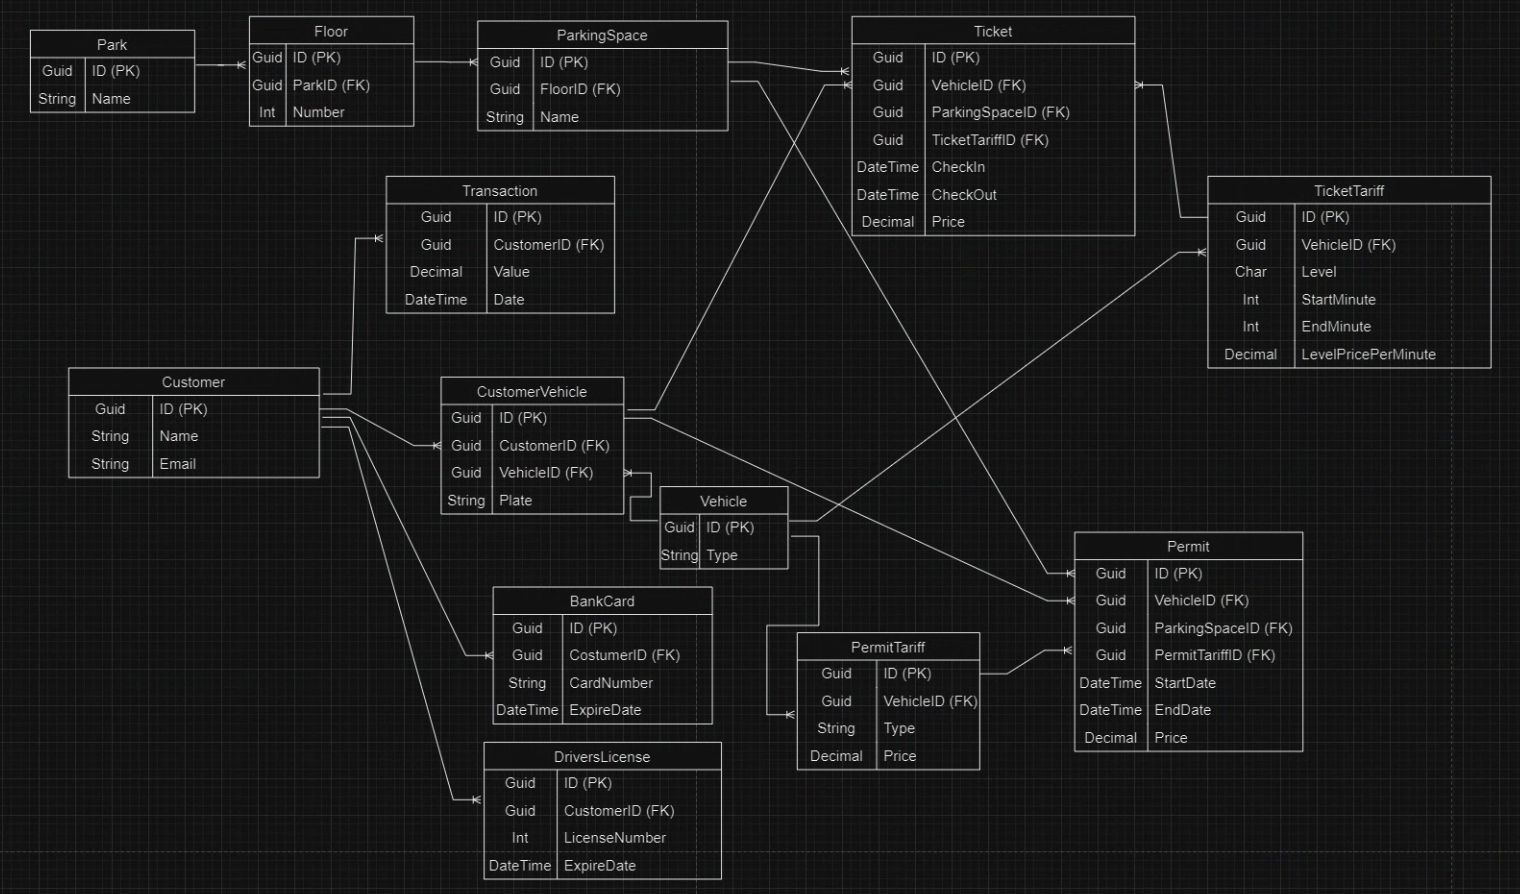 Park
Guid ID (PK)
String Name
Floor
Guid ID (PK)
Guid ParkID (FK)
Int Number
ParkingSpace
Guid ID (PK)
Guid FloorID (FK)
String Name
Ticket
Guid ID (PK)
Guid VehicleID (FK)
Guid ParkingSpaceID (FK)
Guid TicketTariffID (FK)
DateTime CheckIn
DateTime CheckOut
Decimal Price
Transaction
Guid ID (PK)
Guid CustomerID (FK)
Decimal Value
DateTime Date
TicketTariff
Guid ID (PK)
Guid VehicleID (FK)
Char Level
Int StartMinute
Int EndMinute
Decimal LevelPricePerMinute
Customer
Guid ID (PK)
String Name
String Email
CustomerVehicle
Guid ID (PK)
Guid CustomerID (FK)
Guid VehicleID (FK)
String Plate
Vehicle
Guid ID (PK)
String Type
Permit
Guid ID (PK)
Guid VehicleID (FK)
Guid ParkingSpaceID (FK)
Guid PermitTariffID (FK)
DateTime StartDate
DateTime EndDate
Decimal Price
BankCard
Guid ID (PK)
Guid CostumerID (FK)
String CardNumber
DateTime ExpireDate
PermitTariff
Guid ID (PK)
Guid VehicleID (FK)
String Type
Decimal Price
DriversLicense
Guid ID (PK)
Guid CustomerID (FK)
Int LicenseNumber
DateTime ExpireDate